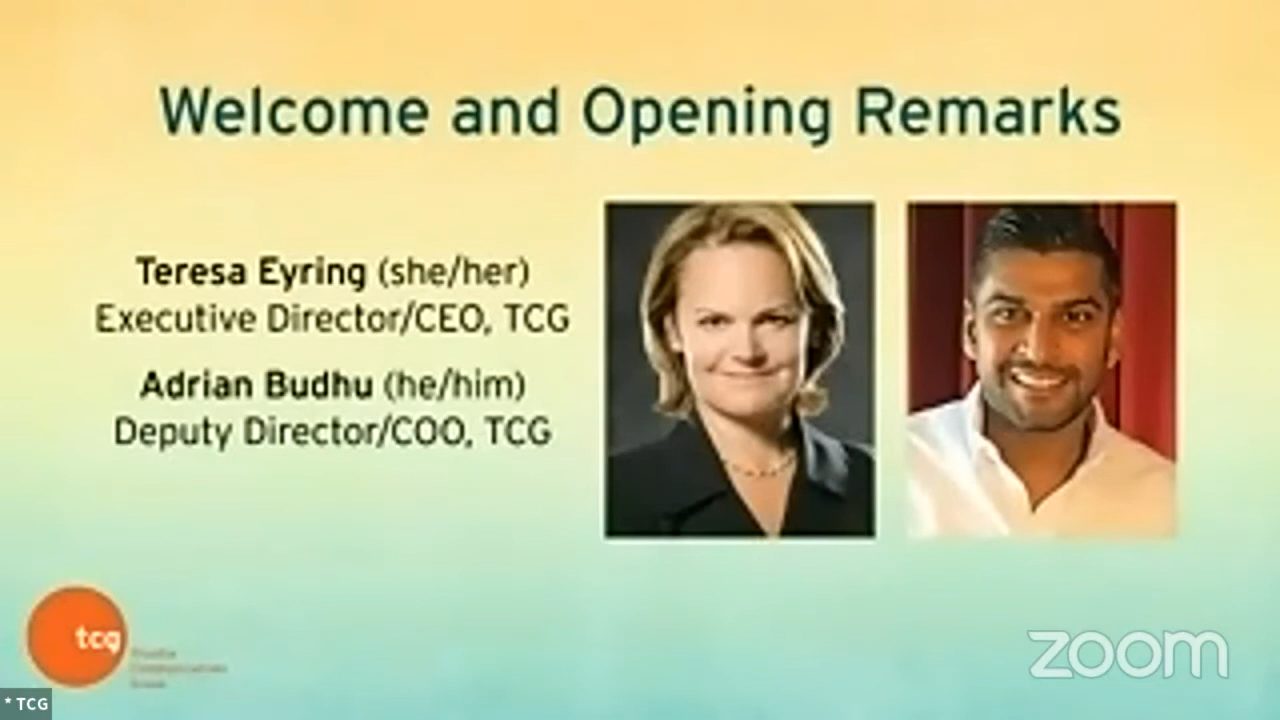 Welcome and Opening Remarks
Teresa Eyring (she/her)
Executive Director/CEO, TCG
Adrian Budhu (he/him)
Deputy Director/COO, TCG
tcg
zoom
* TCG